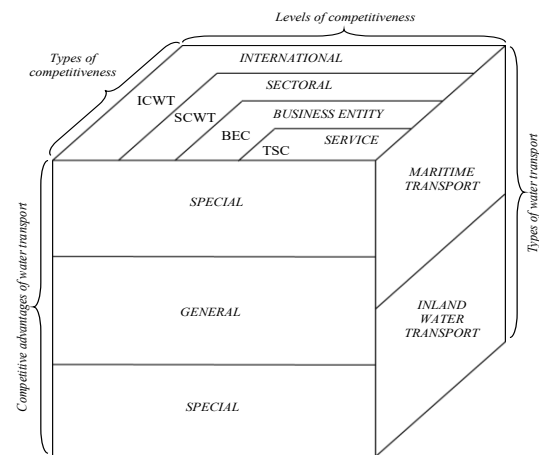 Levels of competitiveness
Types of
competitiveness
INTERNATIONAL
ICWT
SECTORAL
SCWT
BUSINESS ENTITY
BEC
SERVICE
TSC
SPECIAL
MARITIME
TRANSPORT
GENERAL
INLAND
WATER
TRANSPORT
SPECIAL
Competitive advantages of water transport
Types of water transport